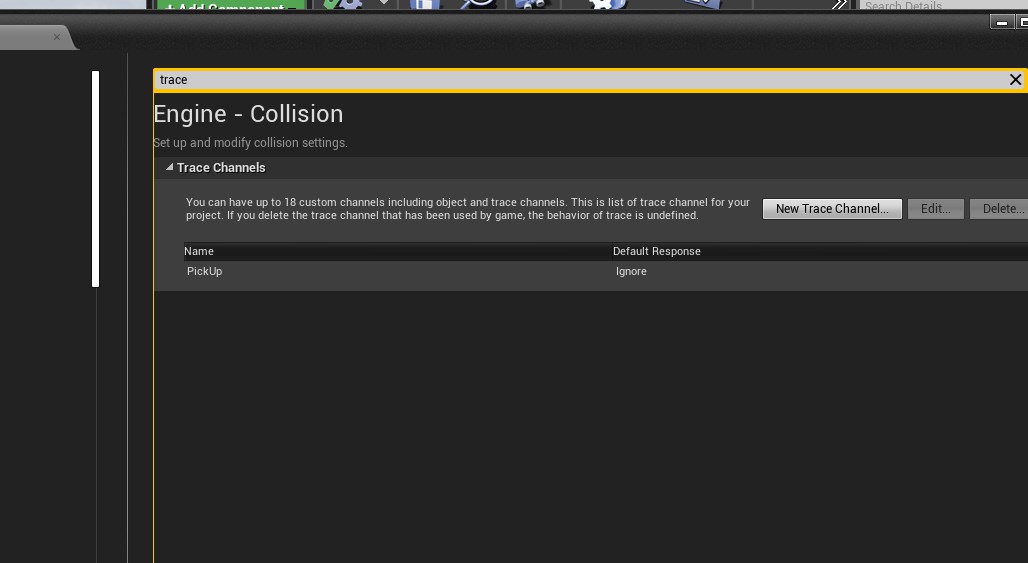 + Add Component
Search Details
trace
Engine - Collision
Set up and modify collision settings.
Trace Channels
You can have up to 18 custom channels including object and trace channels. This is list of trace channel for your
project. If you delete the trace channel that has been used by game, the behavior of trace is undefined.
New Trace Channel...
Edit...
Delete...
Name
Default Response
PickUp
Ignore